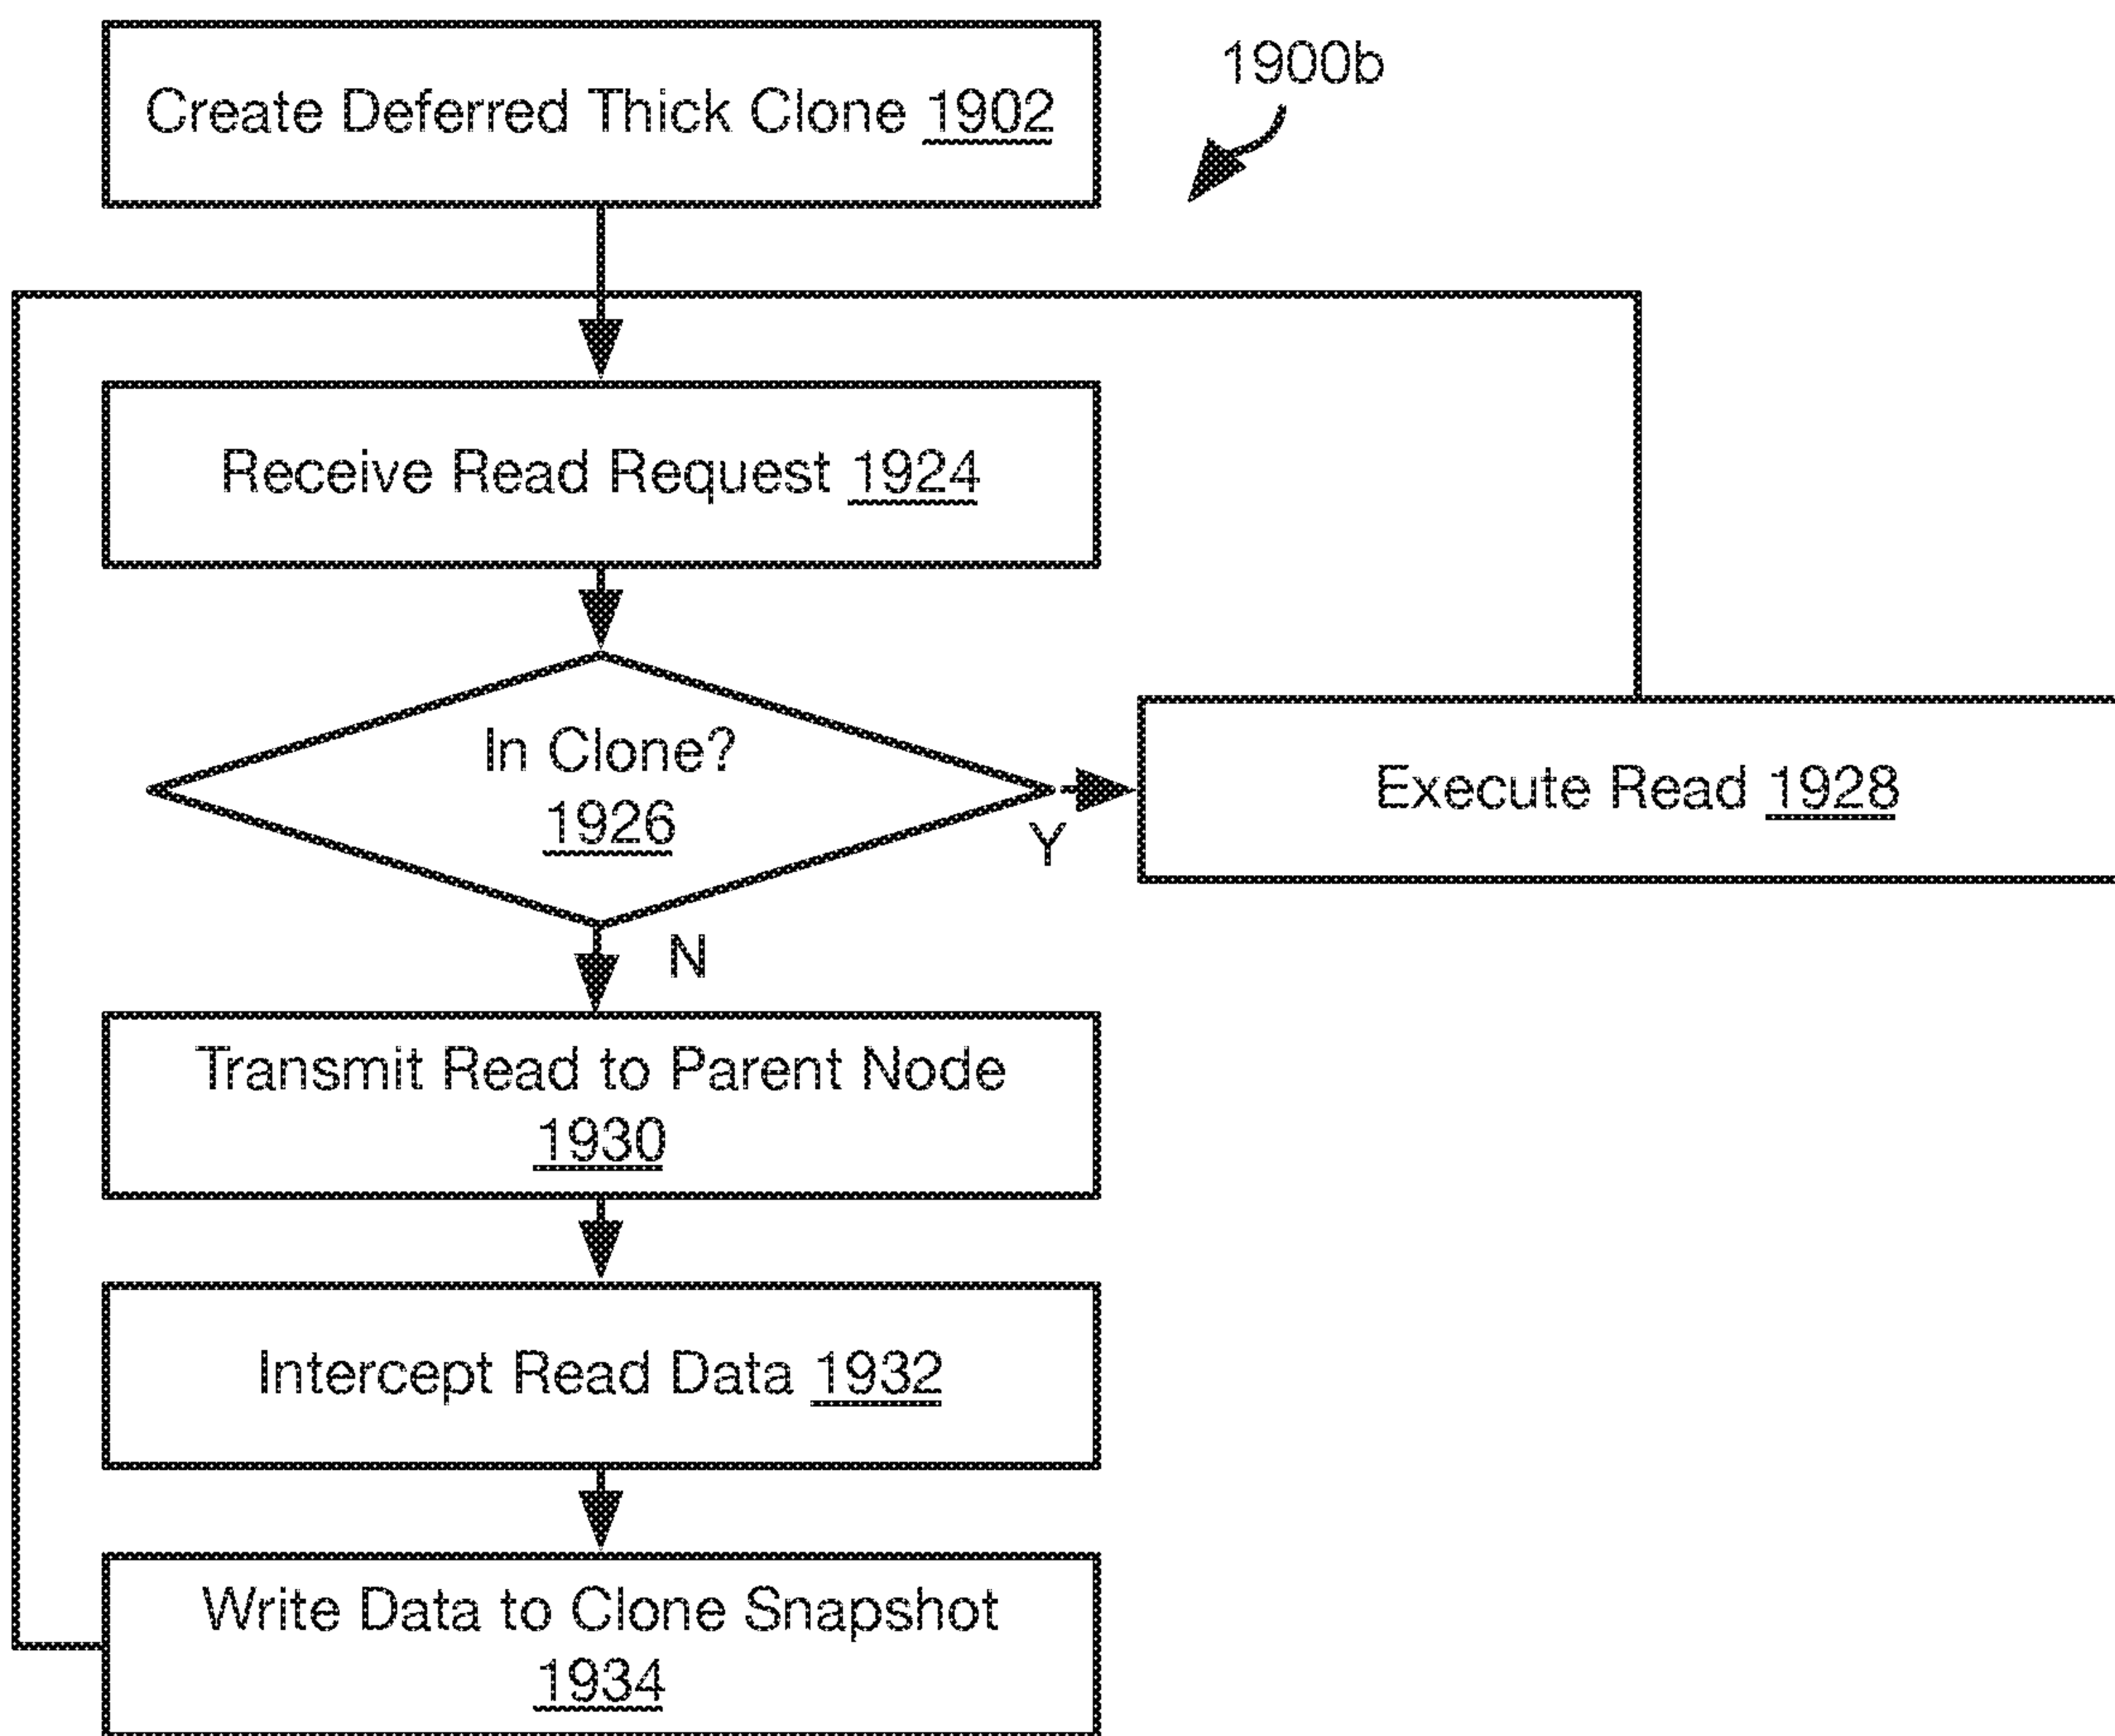 Create Deferred Thick Clone 1902
1900b
Receive Read Request 1924
In Clone?
1926
Y
Execute Read 1928
N
Transmit Read to Parent Node
1930
Intercept Read Data 1932
Write Data to Clone Snapshot
1934